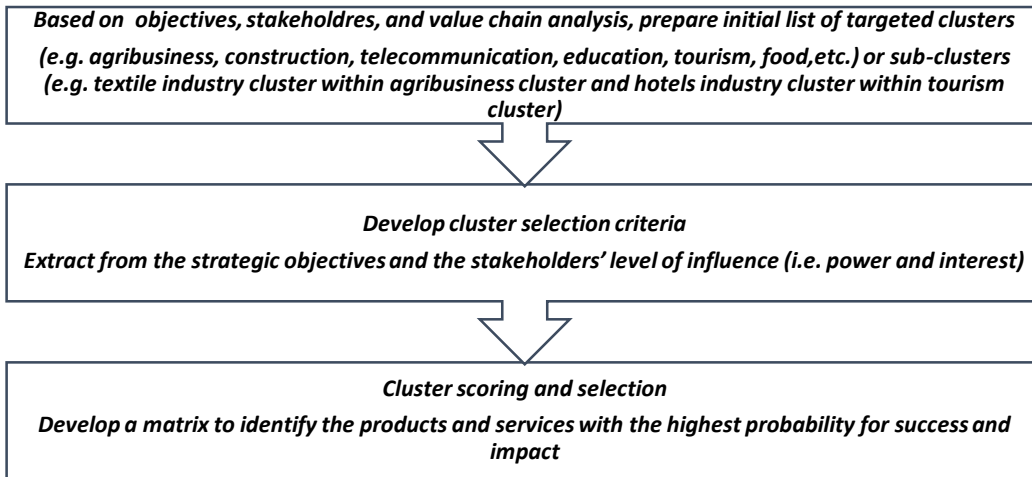 Based on objectives, stakeholdres, and value chain analysis, prepare initial list of targeted clusters
(e.g. agribusiness, construction, telecommunication, education, tourism, food,etc.) or sub-clusters
(e.g. textile industry cluster within agribusiness cluster and hotels industry cluster within tourism
cluster)
Develop cluster selection criteria
Extract from the strategic objectives and the stakeholders’ level of influence (i.e. power and interest)
Cluster scoring and selection
Develop a matrix to identify the products and services with the highest probability for success and
impact